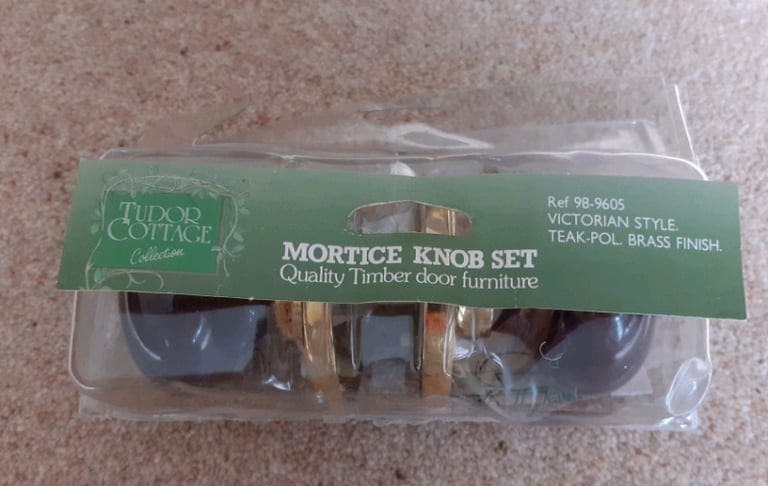 TUDOR
COTTAGE
Collection
MORTICE KNOB SET
Quality Timber door furniture
Ref 98-9605
VICTORIAN STYLE.
TEAK-POL. BRASS FINISH.